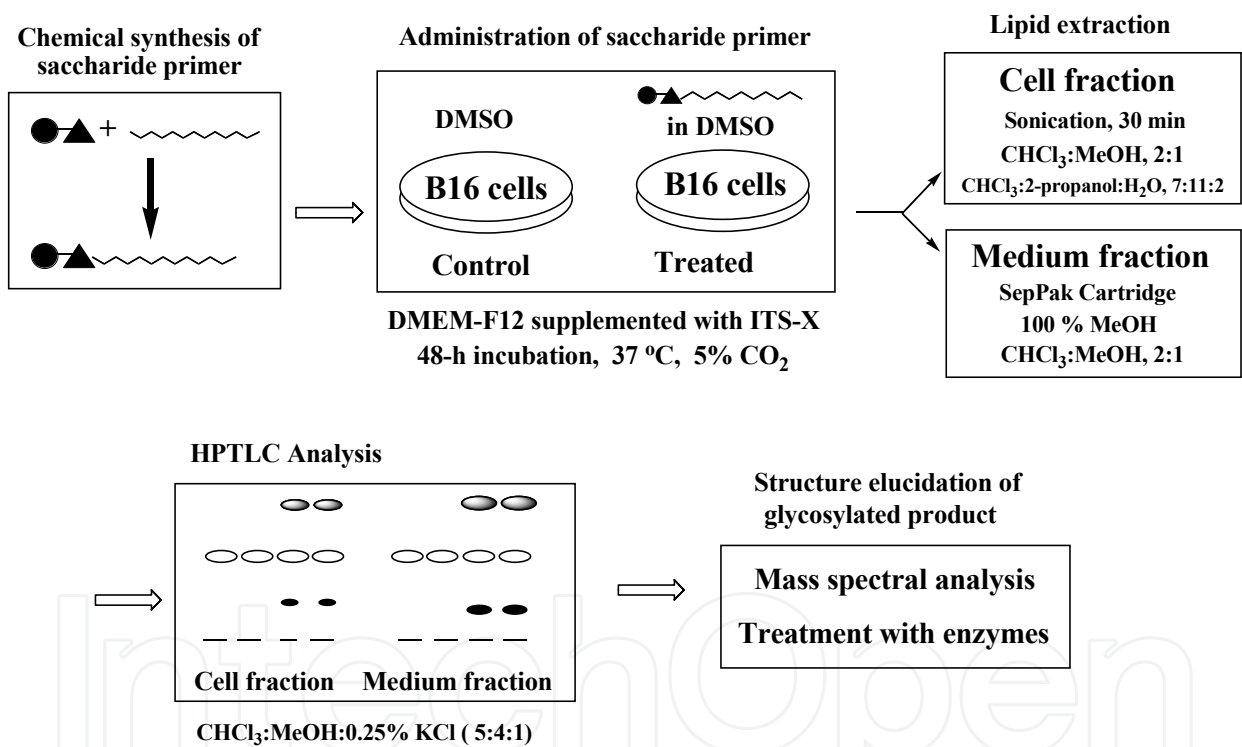 Chemical synthesis of
saccharide primer
+
Administration of saccharide primer
DMSO
in DMSO
B16 cells
B16 cells
Control
Treated
DMEM-F12 supplemented with ITS-X
48-h incubation, 37 °C, 5% CO₂
Lipid extraction
Cell fraction
Sonication, 30 min
CHCl₃:MeOH, 2:1
CHCl₃:2-propanol:H₂O, 7:11:2
Medium fraction
SepPak Cartridge
100 % MeOH
CHCl₃:MeOH, 2:1
HPTLC Analysis
Cell fraction
Medium fraction
CHCl₃:MeOH:0.25% KCl ( 5:4:1)
Structure elucidation of
glycosylated product
Mass spectral analysis
Treatment with enzymes
IntechOpen